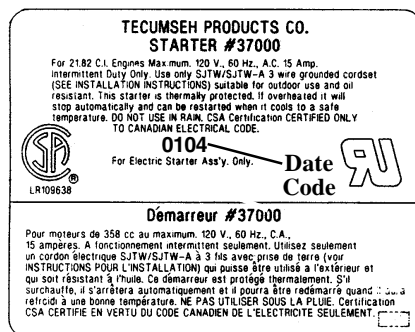 TECUMSEH PRODUCTS CO.
STARTER #37000
For 21.82 C.I. Engines Maximum. 120 V., 60 Hz., A.C. 15 Amp.
Intermittent Duty Only. Use only SJTW/SJTW-A 3 wire grounded cordset
(SEE INSTALLATION INSTRUCTIONS) suitable for outdoor use and oil
resistant. This starter is thermally protected. If overheated it will
stop automatically and can be restarted when it cools to a safe
temperature. DO NOT USE IN RAIN. CSA Certification CERTIFIED ONLY
TO CANADIAN ELECTRICAL CODE.
0104
Date
Code
For Electric Starter Ass'y. Only.
SA
LR109638
Démarreur #37000
Pour moteurs de 358 cc au maximum. 120 V., 60 Hz., C.A.,
15 ampères. A fonctionnement intermittent seulement. Utilisez seulement
un cordon électrique SJTW/SJTW-A à 3 fils avec prise de terre (voir
INSTRUCTIONS POUR L'INSTALLATION) qui puisse être utilisé a l'extérieur et
qui soit résistant à l'huile. Ce démarreur est protégé thermalement. S'il
surchauffe, il s'arrêtera automatiquement et il pourra être redémarré quand il aura
refroidi à une bonne température. NE PAS UTILISER SOUS LA PLUIE. Certification
CSA CERTIFIE EN VERTU DU CODE CANADIEN DE L'ELECTRICITE SEULEMENT.